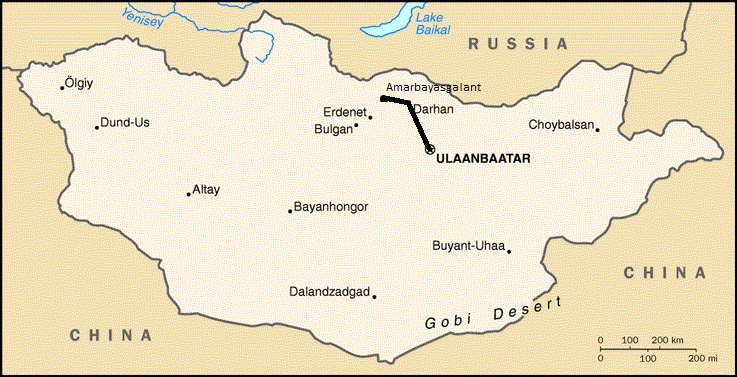 Yenisey
Lake
Baikal
RUSSIA
Ölgiy
Amarbayasgalant
Erdenet
Darhan
Dund-Us
Bulgan
Choybalsan
ULAANBAATAR
Altay
Bayanhongor
Buyant-Uhaa
Dalandzadgad
Gobi Desert
CHINA
CHINA
0 100 200 km
0 100 200 mi